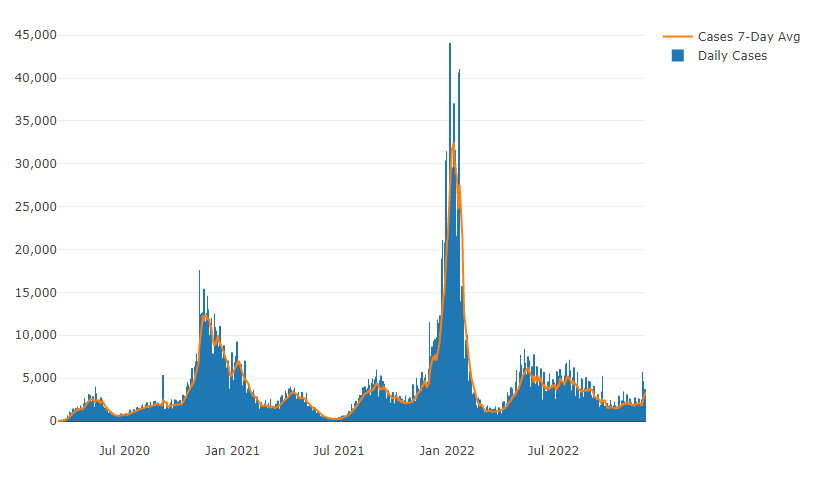 45,000
40,000
35,000
30,000
25,000
20,000
15,000
10,000
5,000
0
Jul 2020
Jan 2021
Jul 2021
Jan 2022
Jul 2022
Cases 7-Day Avg
Daily Cases